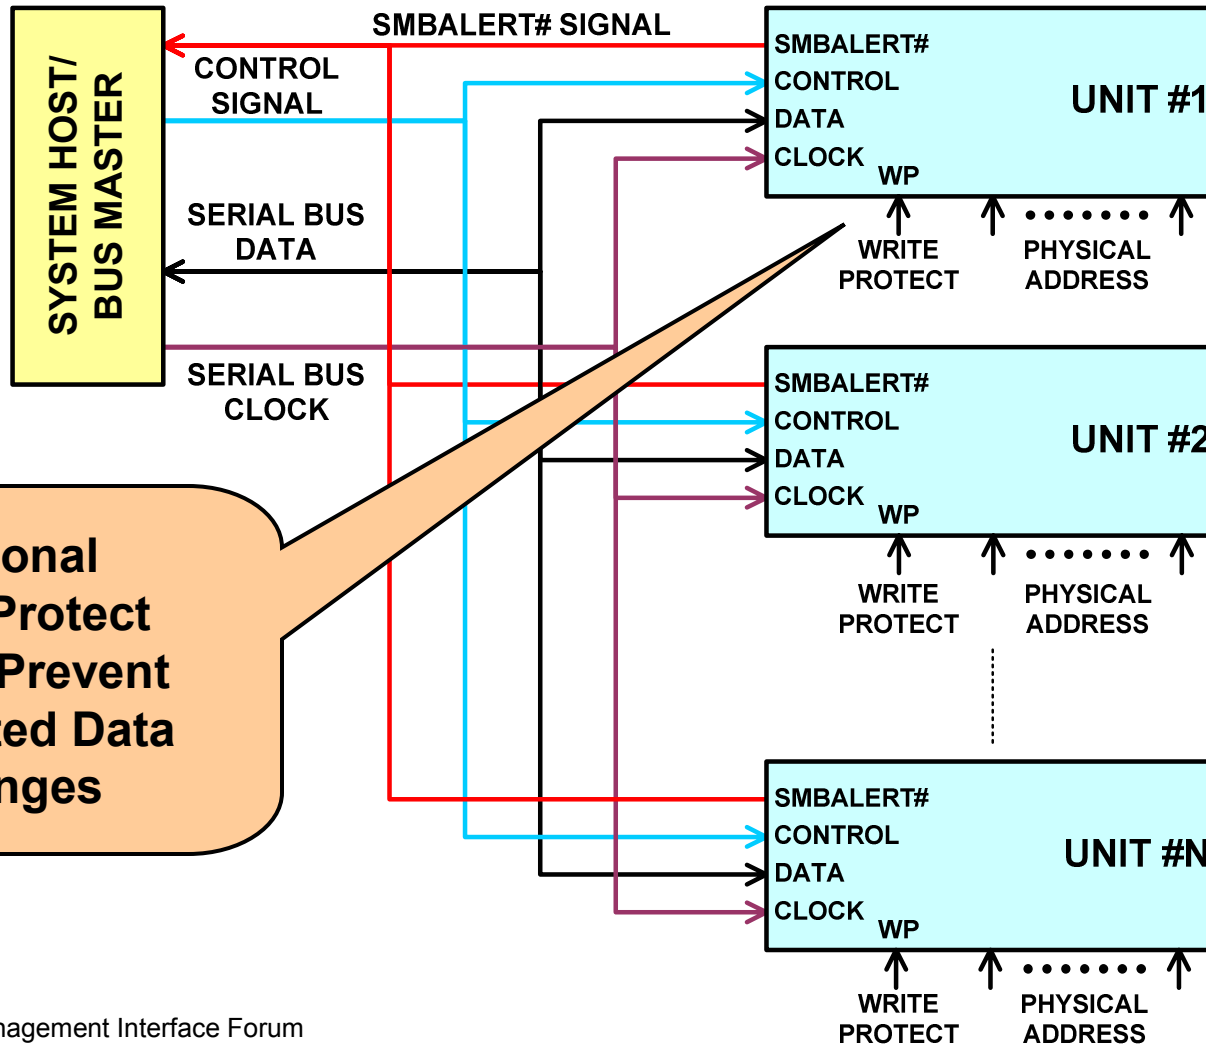 SYSTEM HOST/
BUS MASTER
SMBALERT# SIGNAL
CONTROL
SIGNAL
SERIAL BUS
DATA
SERIAL BUS
CLOCK
SMBALERT#
CONTROL
DATA
CLOCK
WP
UNIT #1
WRITE
PROTECT
PHYSICAL
ADDRESS
SMBALERT#
CONTROL
DATA
CLOCK
WP
UNIT #2
WRITE
PROTECT
PHYSICAL
ADDRESS
onal
Protect
Prevent
ted Data
nges
SMBALERT#
CONTROL
DATA
CLOCK
WP
UNIT #N
WRITE
PROTECT
PHYSICAL
ADDRESS
nagement Interface Forum